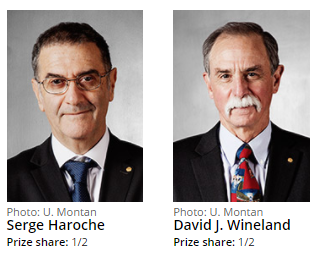 Photo: U. Montan
Serge Haroche
Prize share: 1/2
Photo: U. Montan
David J. Wineland
Prize share: 1/2